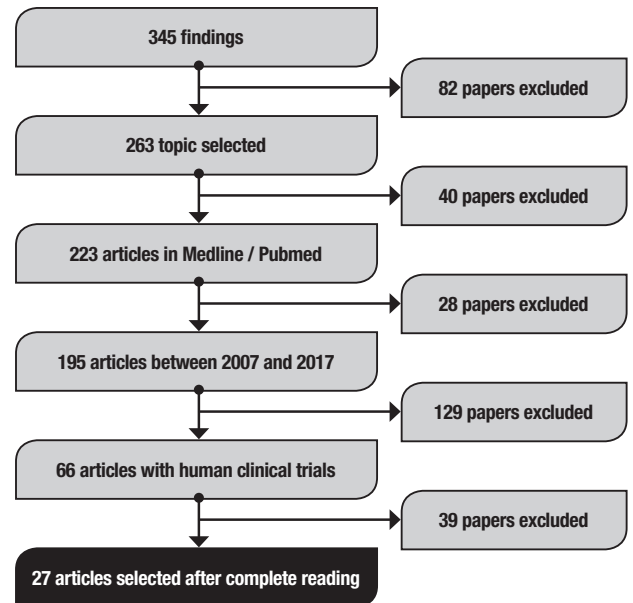 345 findings
82 papers excluded
263 topic selected
40 papers excluded
223 articles in Medline / Pubmed
28 papers excluded
195 articles between 2007 and 2017
129 papers excluded
66 articles with human clinical trials
39 papers excluded
27 articles selected after complete reading